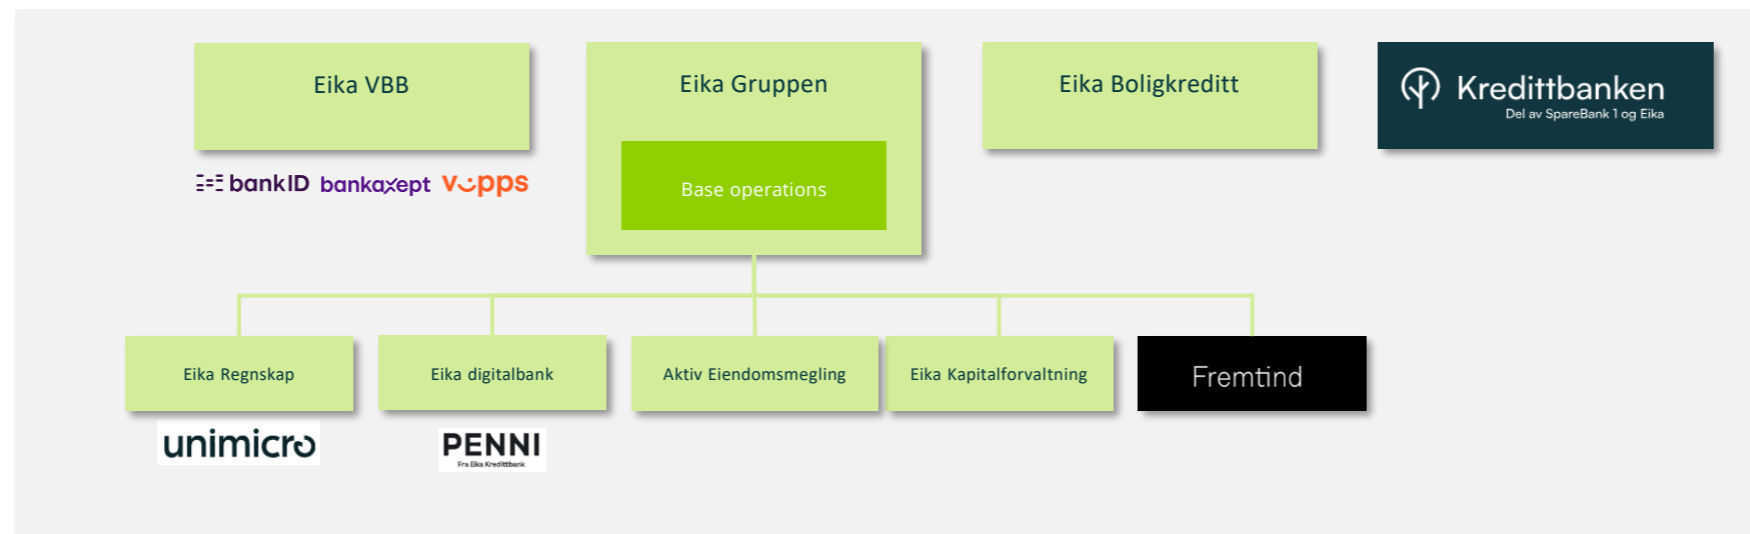 Eika VBB
Eika Gruppen
Eika Boligkreditt
Kredittbanken
Del av SpareBank 1 og Eika
bankID bankaxept vipps
Base operations
Eika Regnskap
Eika digitalbank
Aktiv Eiendomsmegling
Eika Kapitalforvaltning
Fremtind
unimicro
PENNI
Fra Eika Kredittbank